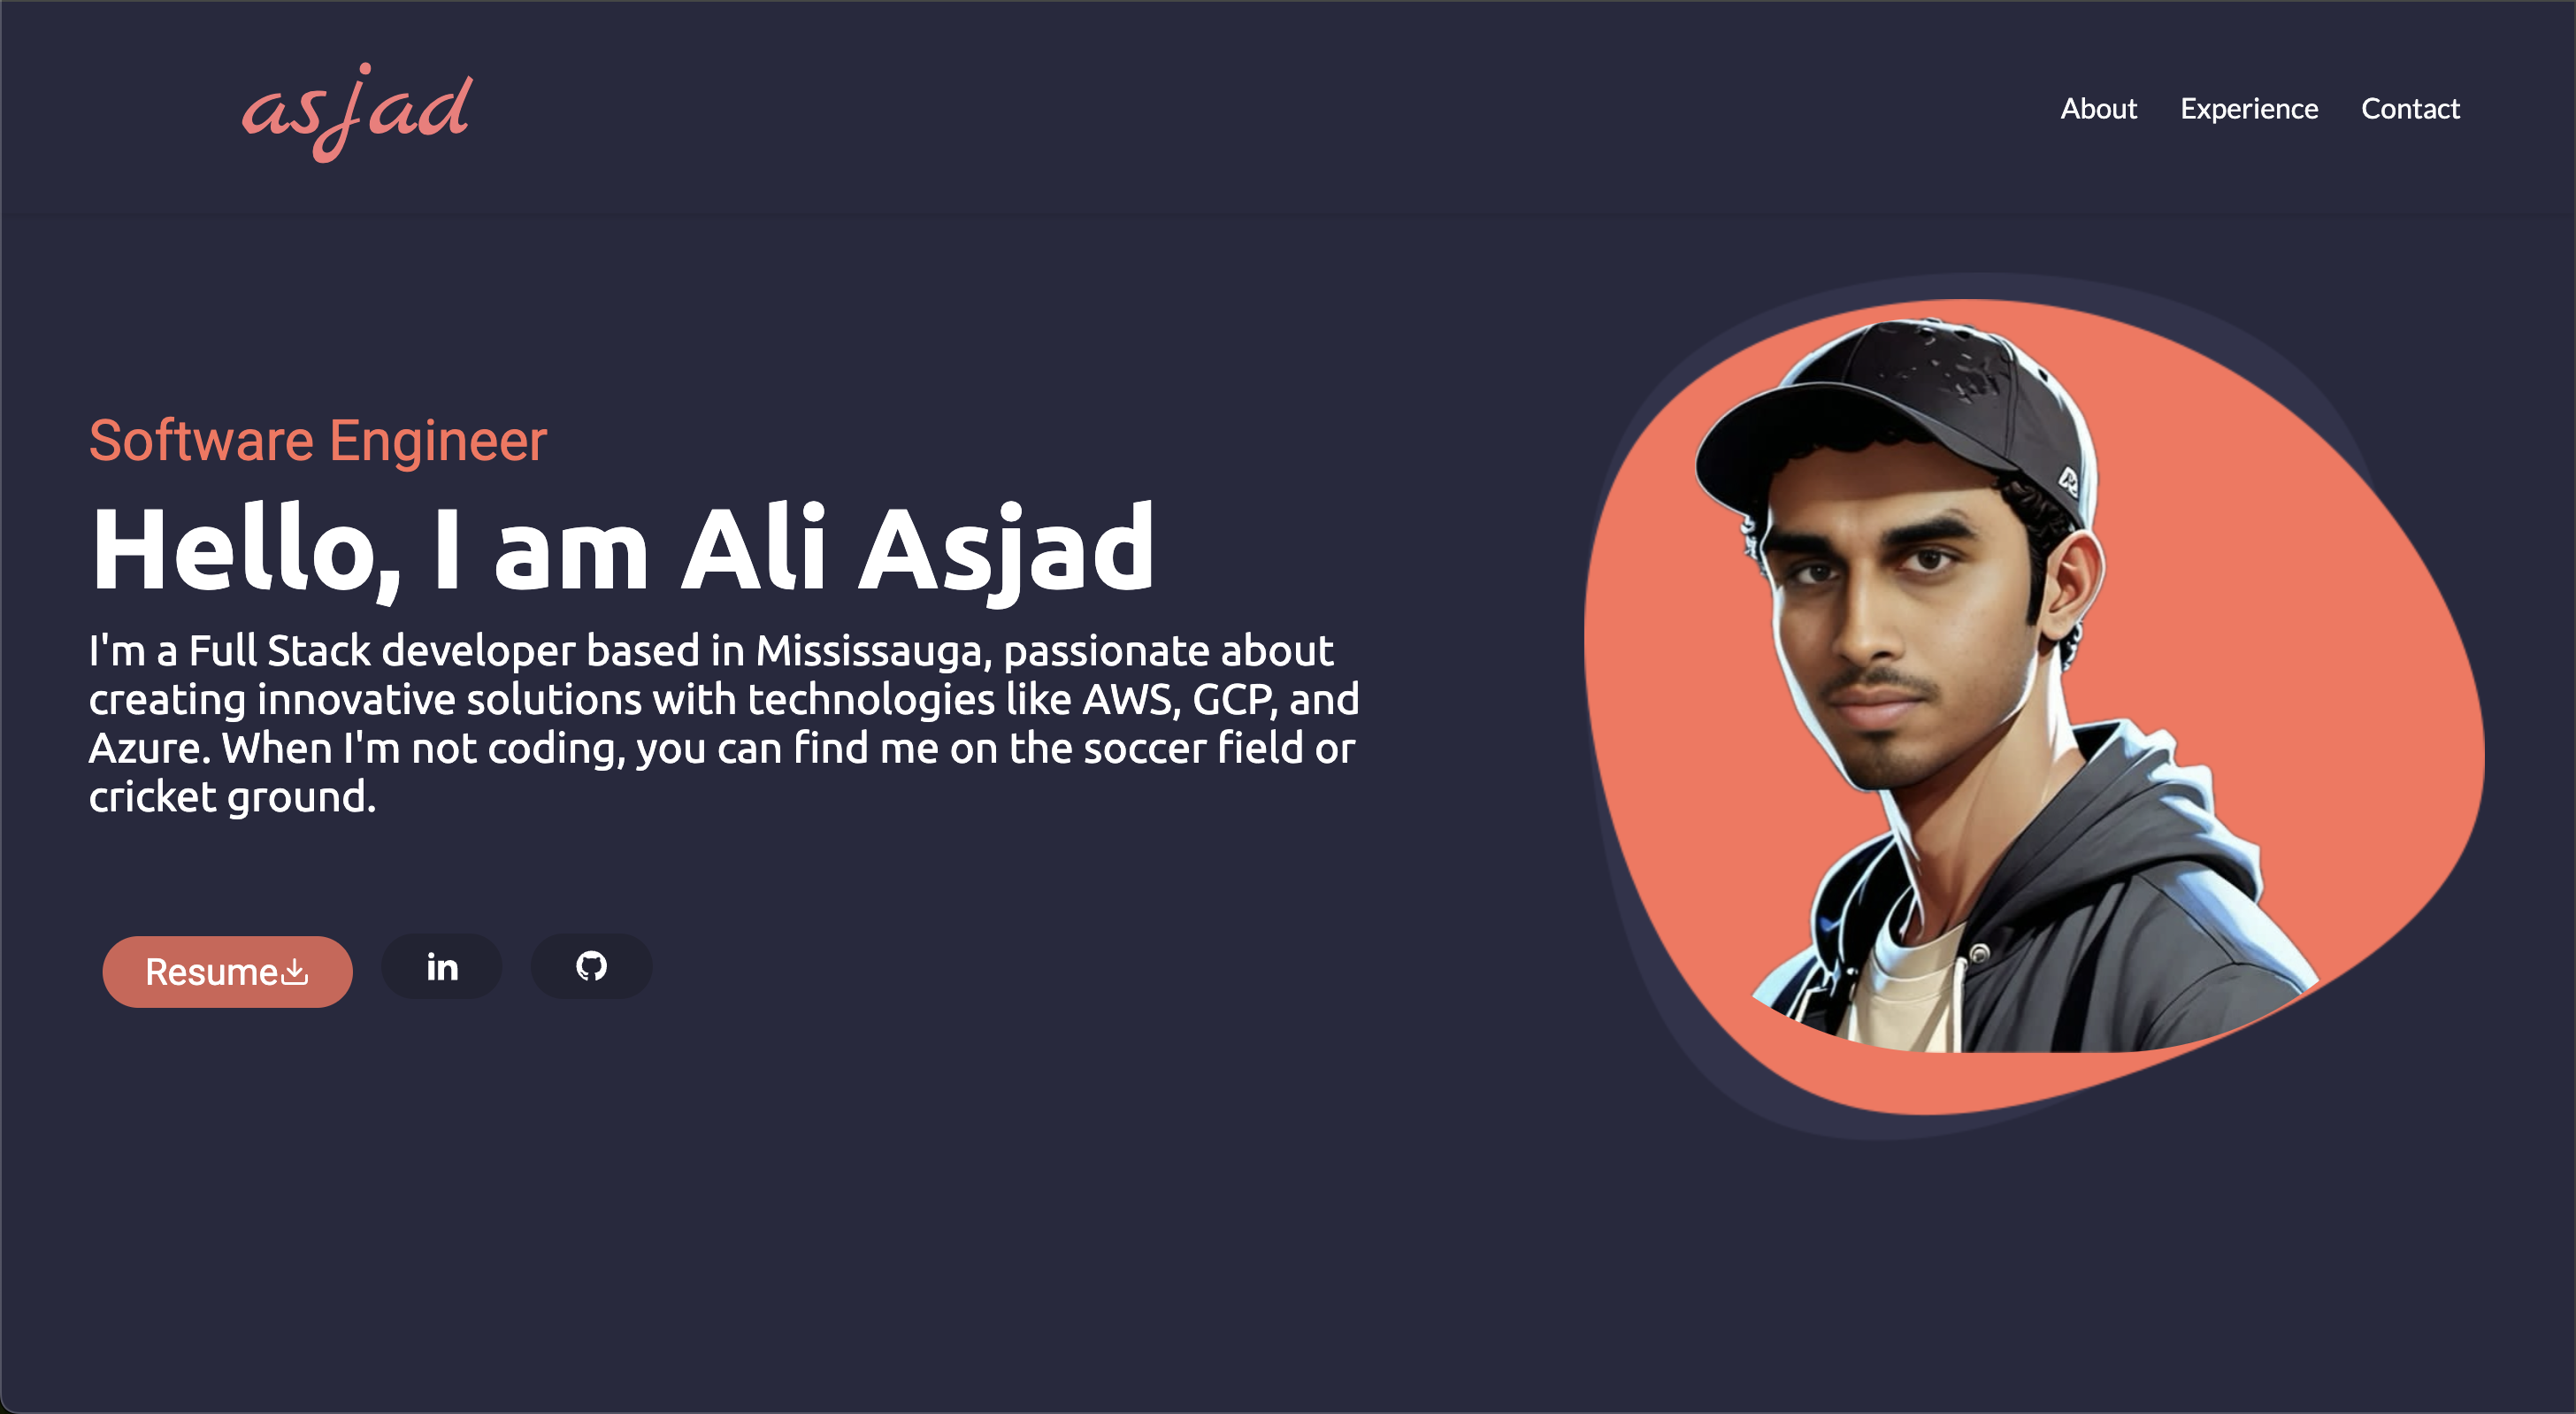 asjad
About Experience Contact
Software Engineer
Hello, I am Ali Asjad
I'm a Full Stack developer based in Mississauga, passionate about
creating innovative solutions with technologies like AWS, GCP, and
Azure. When I'm not coding, you can find me on the soccer field or
cricket ground.
Resume
in